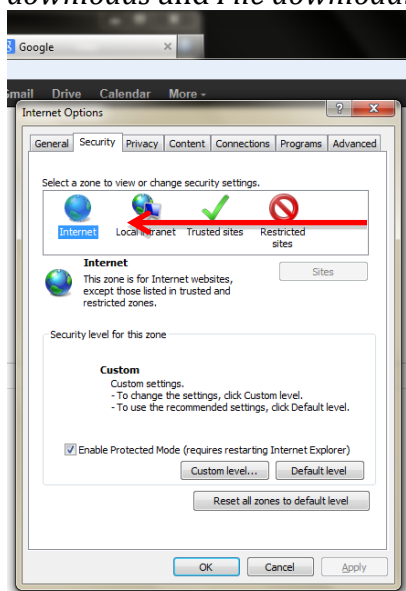 downloads and File download
Google
Gmail Drive Calendar More
Internet Options
General Security Privacy Content Connections Programs Advanced
Select a zone to view or change security settings.
Internet Local intranet Trusted sites Restricted
sites
Internet
This zone is for Internet websites,
except those listed in trusted and
restricted zones.
Sites
Security level for this zone
Custom
Custom settings.
- To change the settings, click Custom level.
- To use the recommended settings, click Default level.
Enable Protected Mode (requires restarting Internet Explorer)
Custom level... Default level
Reset all zones to default level
OK Cancel Apply